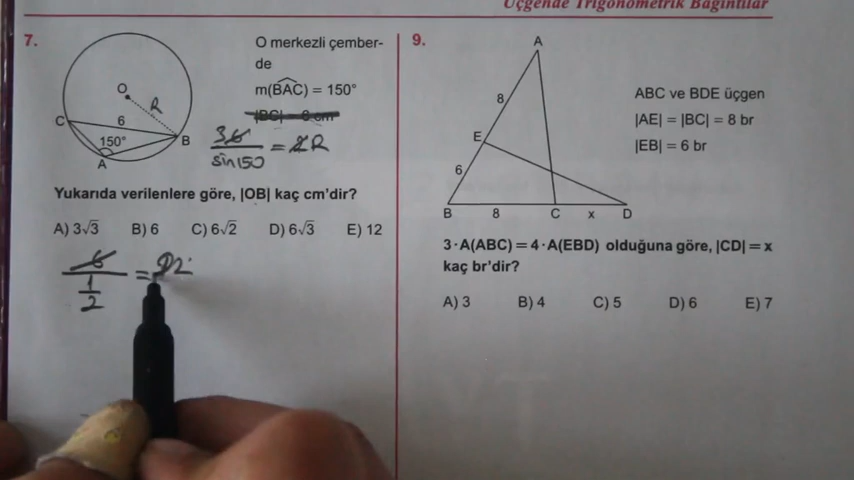 Üçgende Trigonometrik Bağıntılar
7.
O merkezli çember-
de
m(BAC) = 150°
|BC| = 6 cm
O
R
C
6
B
150°
A
36/sin150 = 2R
Yukarıda verilenlere göre, |OB| kaç cm'dir?
A) 3√3 B) 6 C) 6√2 D) 6√3 E) 12
6/(1/2) =
9.
A
8
E
6
B 8 C x D
ABC ve BDE üçgen
|AE| = |BC| = 8 br
|EB| = 6 br
3·A(ABC) = 4·A(EBD) olduğuna göre, |CD| = x
kaç br'dir?
A) 3 B) 4 C) 5 D) 6 E) 7